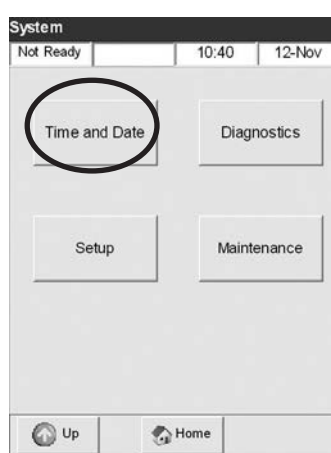 System
Not Ready 10:40 12-Nov
Time and Date Diagnostics
Setup Maintenance
Up Home